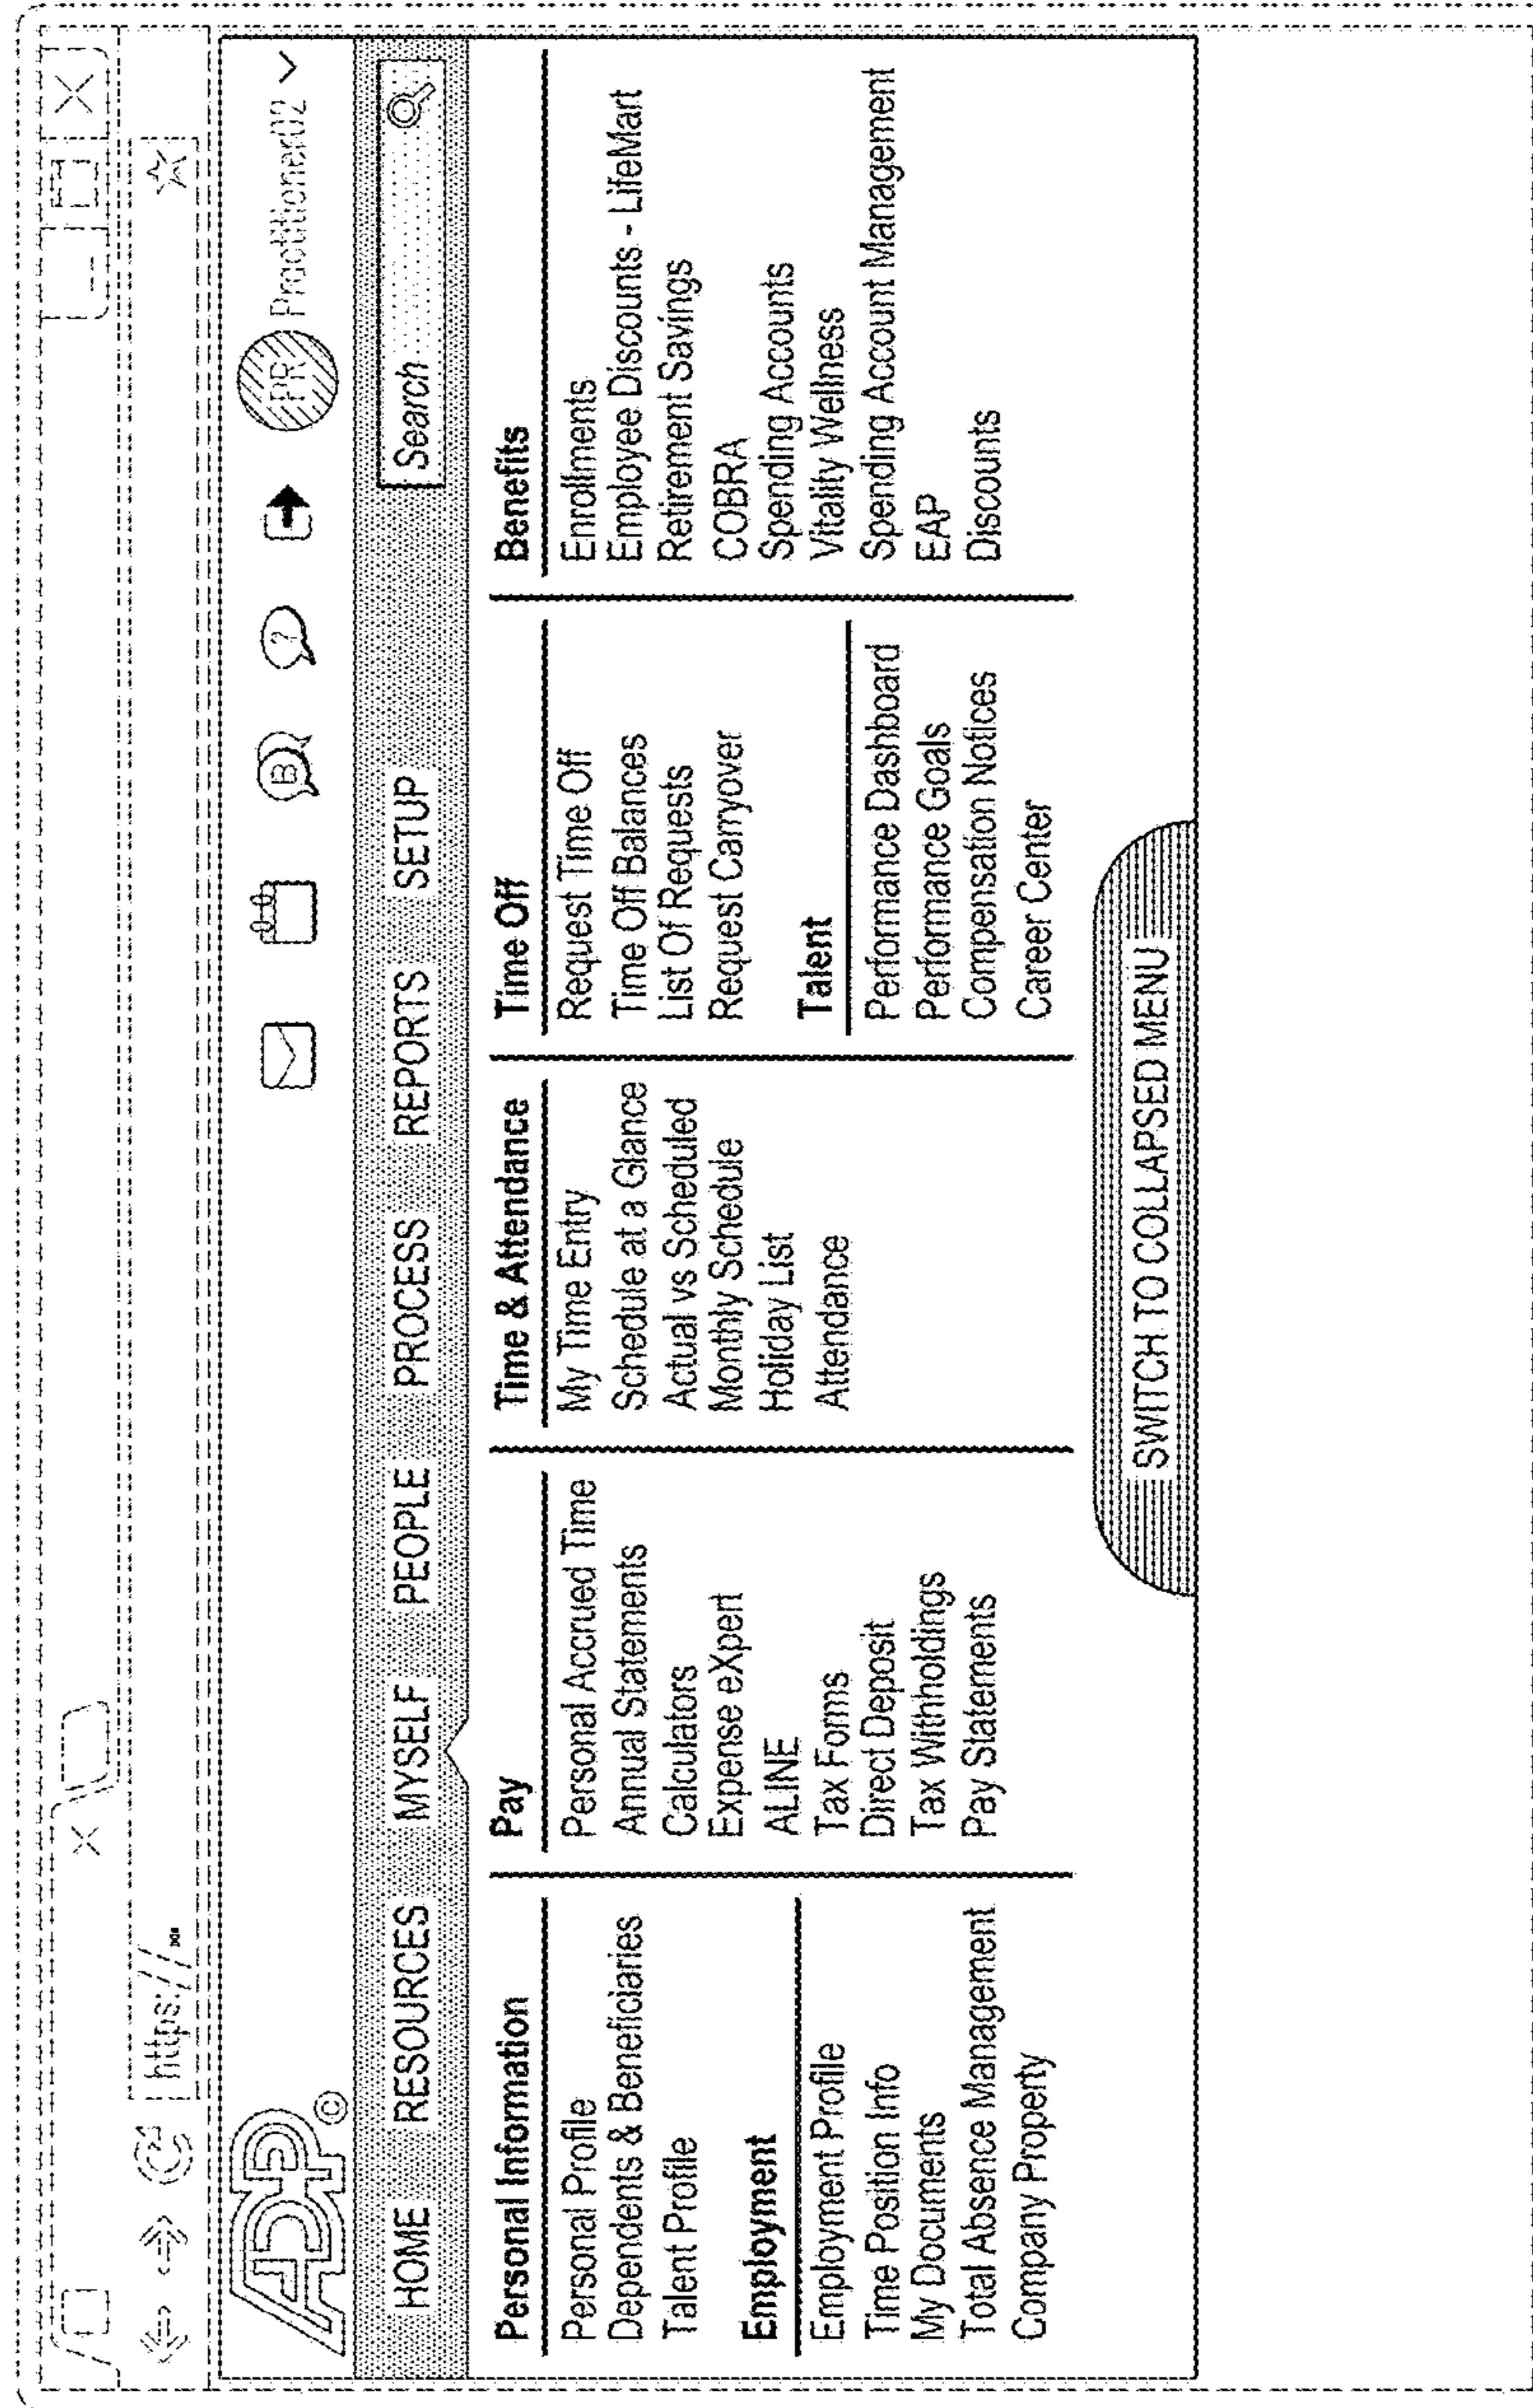 https://...
ADP©
PR Practitioner02
HOME RESOURCES MYSELF PEOPLE PROCESS REPORTS SETUP Search
Personal Information
Personal Profile
Dependents & Beneficiaries
Talent Profile
Employment
Employment Profile
Time Position Info
My Documents
Total Absence Management
Company Property
Pay
Personal Accrued Time
Annual Statements
Calculators
Expense eXpert
ALINE
Tax Forms
Direct Deposit
Tax Withholdings
Pay Statements
Time & Attendance
My Time Entry
Schedule at a Glance
Actual vs Scheduled
Monthly Schedule
Holiday List
Attendance
Time Off
Request Time Off
Time Off Balances
List Of Requests
Request Carryover
Talent
Performance Dashboard
Performance Goals
Compensation Notices
Career Center
Benefits
Enrollments
Employee Discounts - LifeMart
Retirement Savings
COBRA
Spending Accounts
Vitality Wellness
Spending Account Management
EAP
Discounts
SWITCH TO COLLAPSED MENU